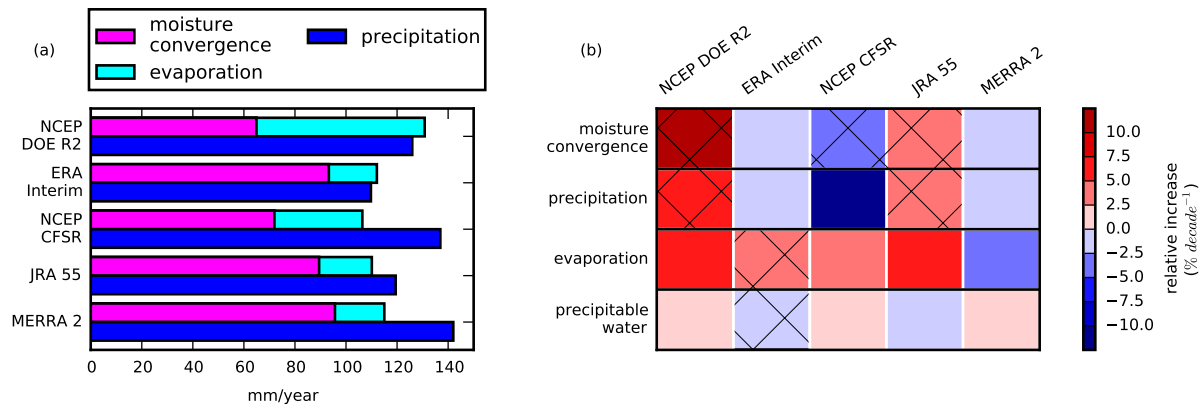 (a)
moisture
convergence
evaporation
precipitation
NCEP
DOE R2
ERA
Interim
NCEP
CFSR
JRA 55
MERRA 2
0 20 40 60 80 100 120 140
mm/year
(b)
NCEP DOE R2
ERA Interim
NCEP CFSR
JRA 55
MERRA 2
moisture
convergence
precipitation
evaporation
precipitable
water
10.0
7.5
5.0
2.5
0.0
−2.5
−5.0
−7.5
−10.0
relative increase
(% decade⁻¹)